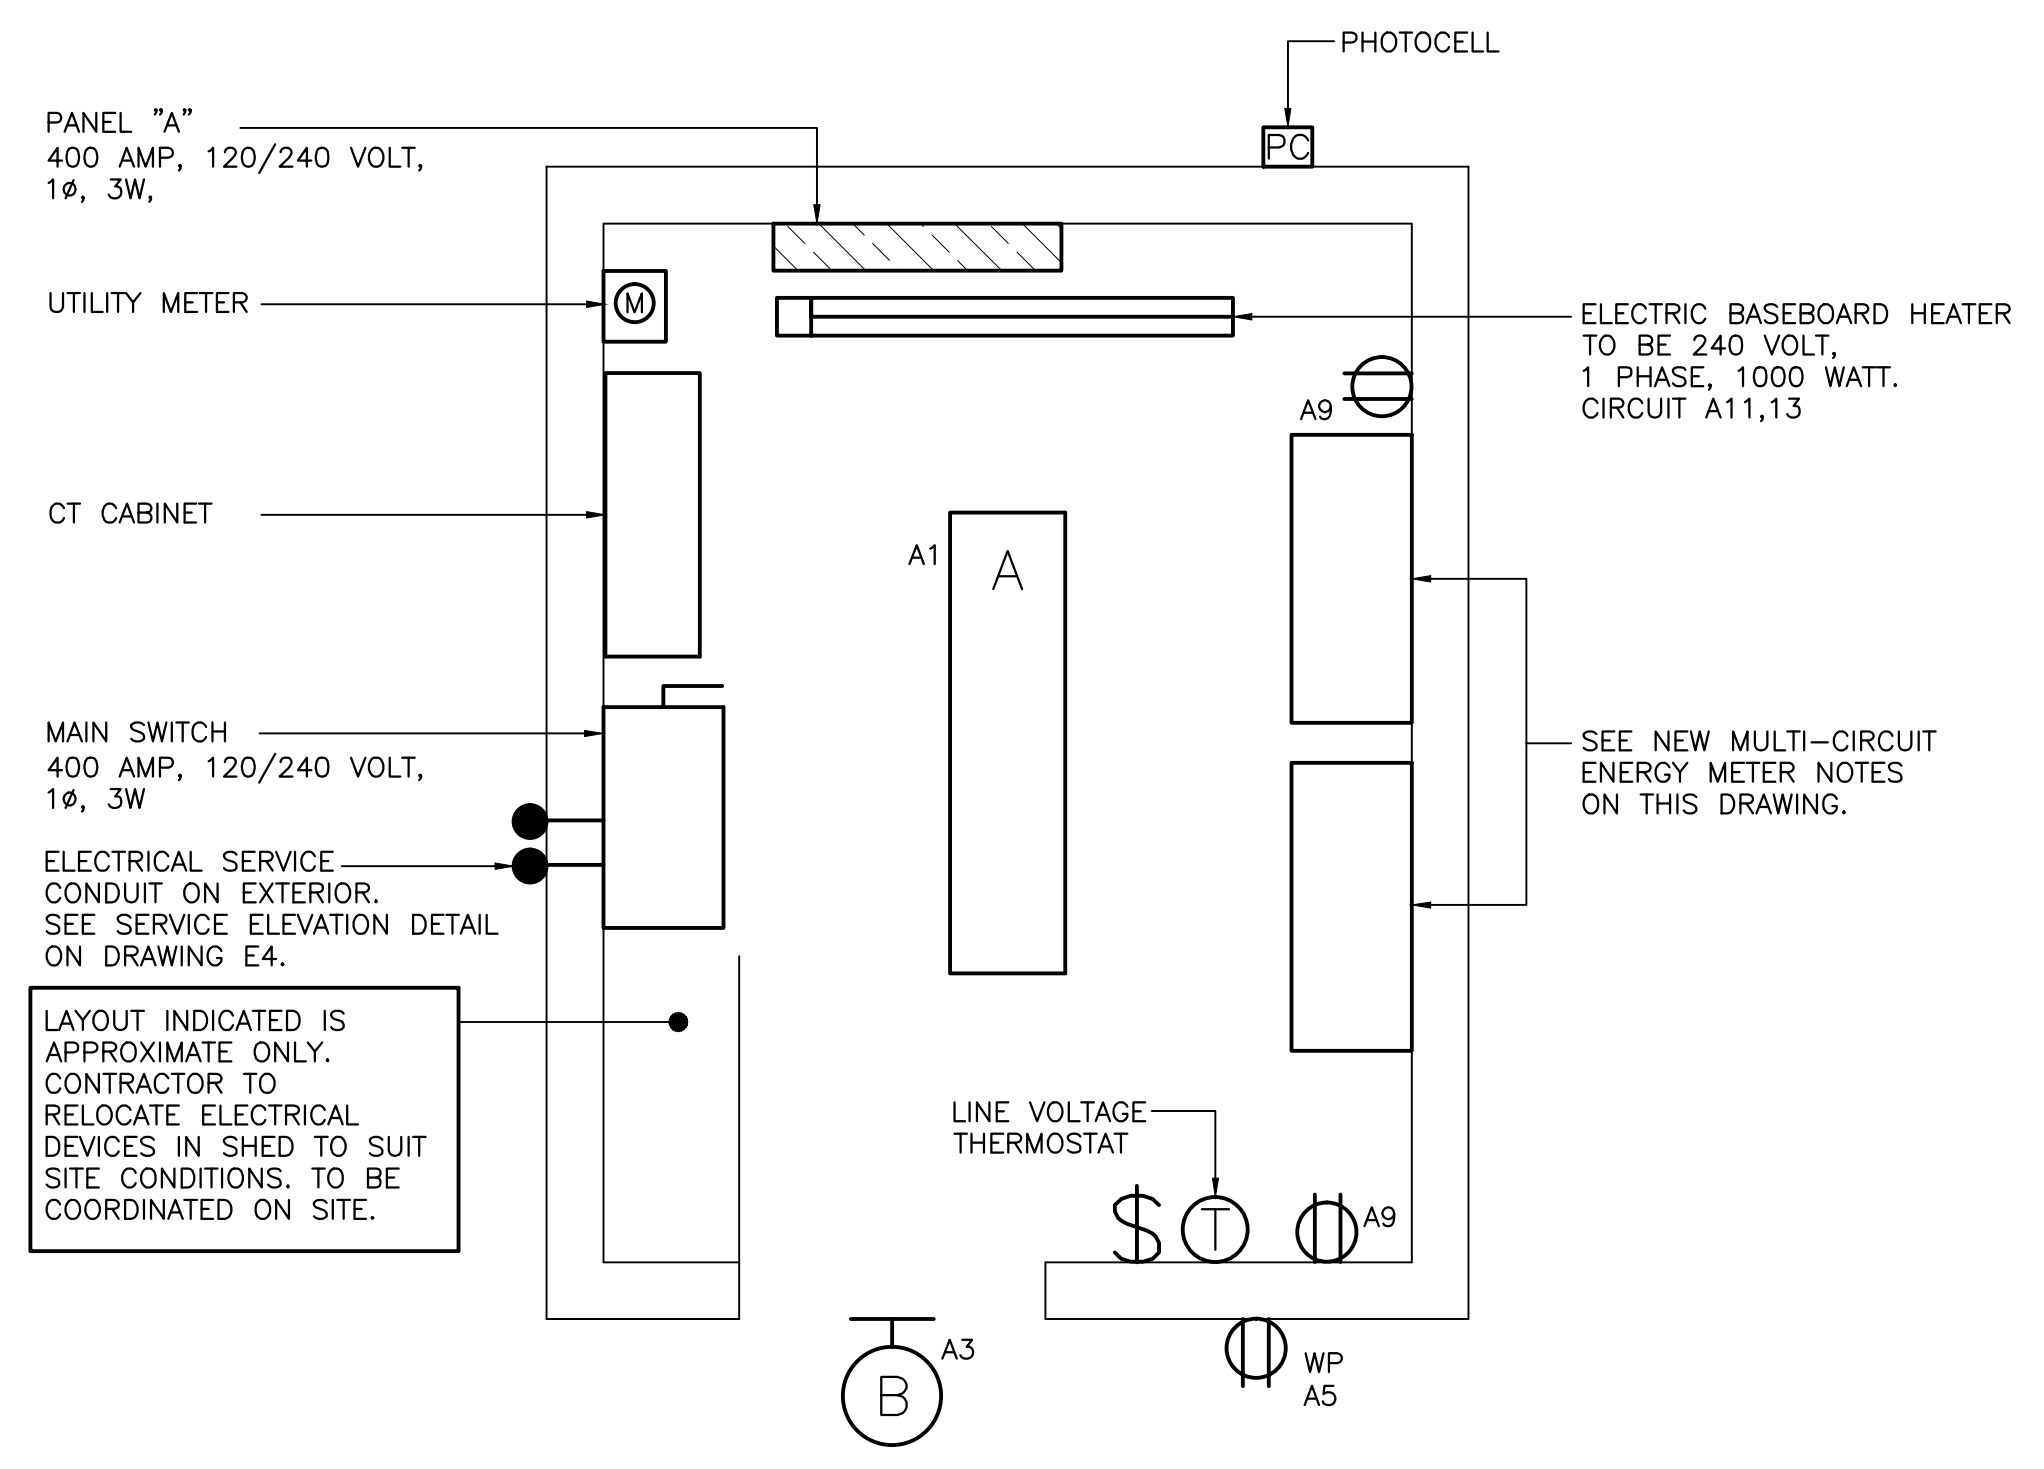 PHOTOCELL
PC
PANEL "A"
400 AMP, 120/240 VOLT,
1ø, 3W,
UTILITY METER
M
ELECTRIC BASEBOARD HEATER
TO BE 240 VOLT,
1 PHASE, 1000 WATT.
CIRCUIT A11,13
A9
CT CABINET
A1
A
MAIN SWITCH
400 AMP, 120/240 VOLT,
1ø, 3W
SEE NEW MULTI-CIRCUIT
ENERGY METER NOTES
ON THIS DRAWING.
ELECTRICAL SERVICE
CONDUIT ON EXTERIOR.
SEE SERVICE ELEVATION DETAIL
ON DRAWING E4.
LAYOUT INDICATED IS
APPROXIMATE ONLY.
CONTRACTOR TO
RELOCATE ELECTRICAL
DEVICES IN SHED TO SUIT
SITE CONDITIONS. TO BE
COORDINATED ON SITE.
LINE VOLTAGE
THERMOSTAT
$
T
A9
A3
B
WP
A5